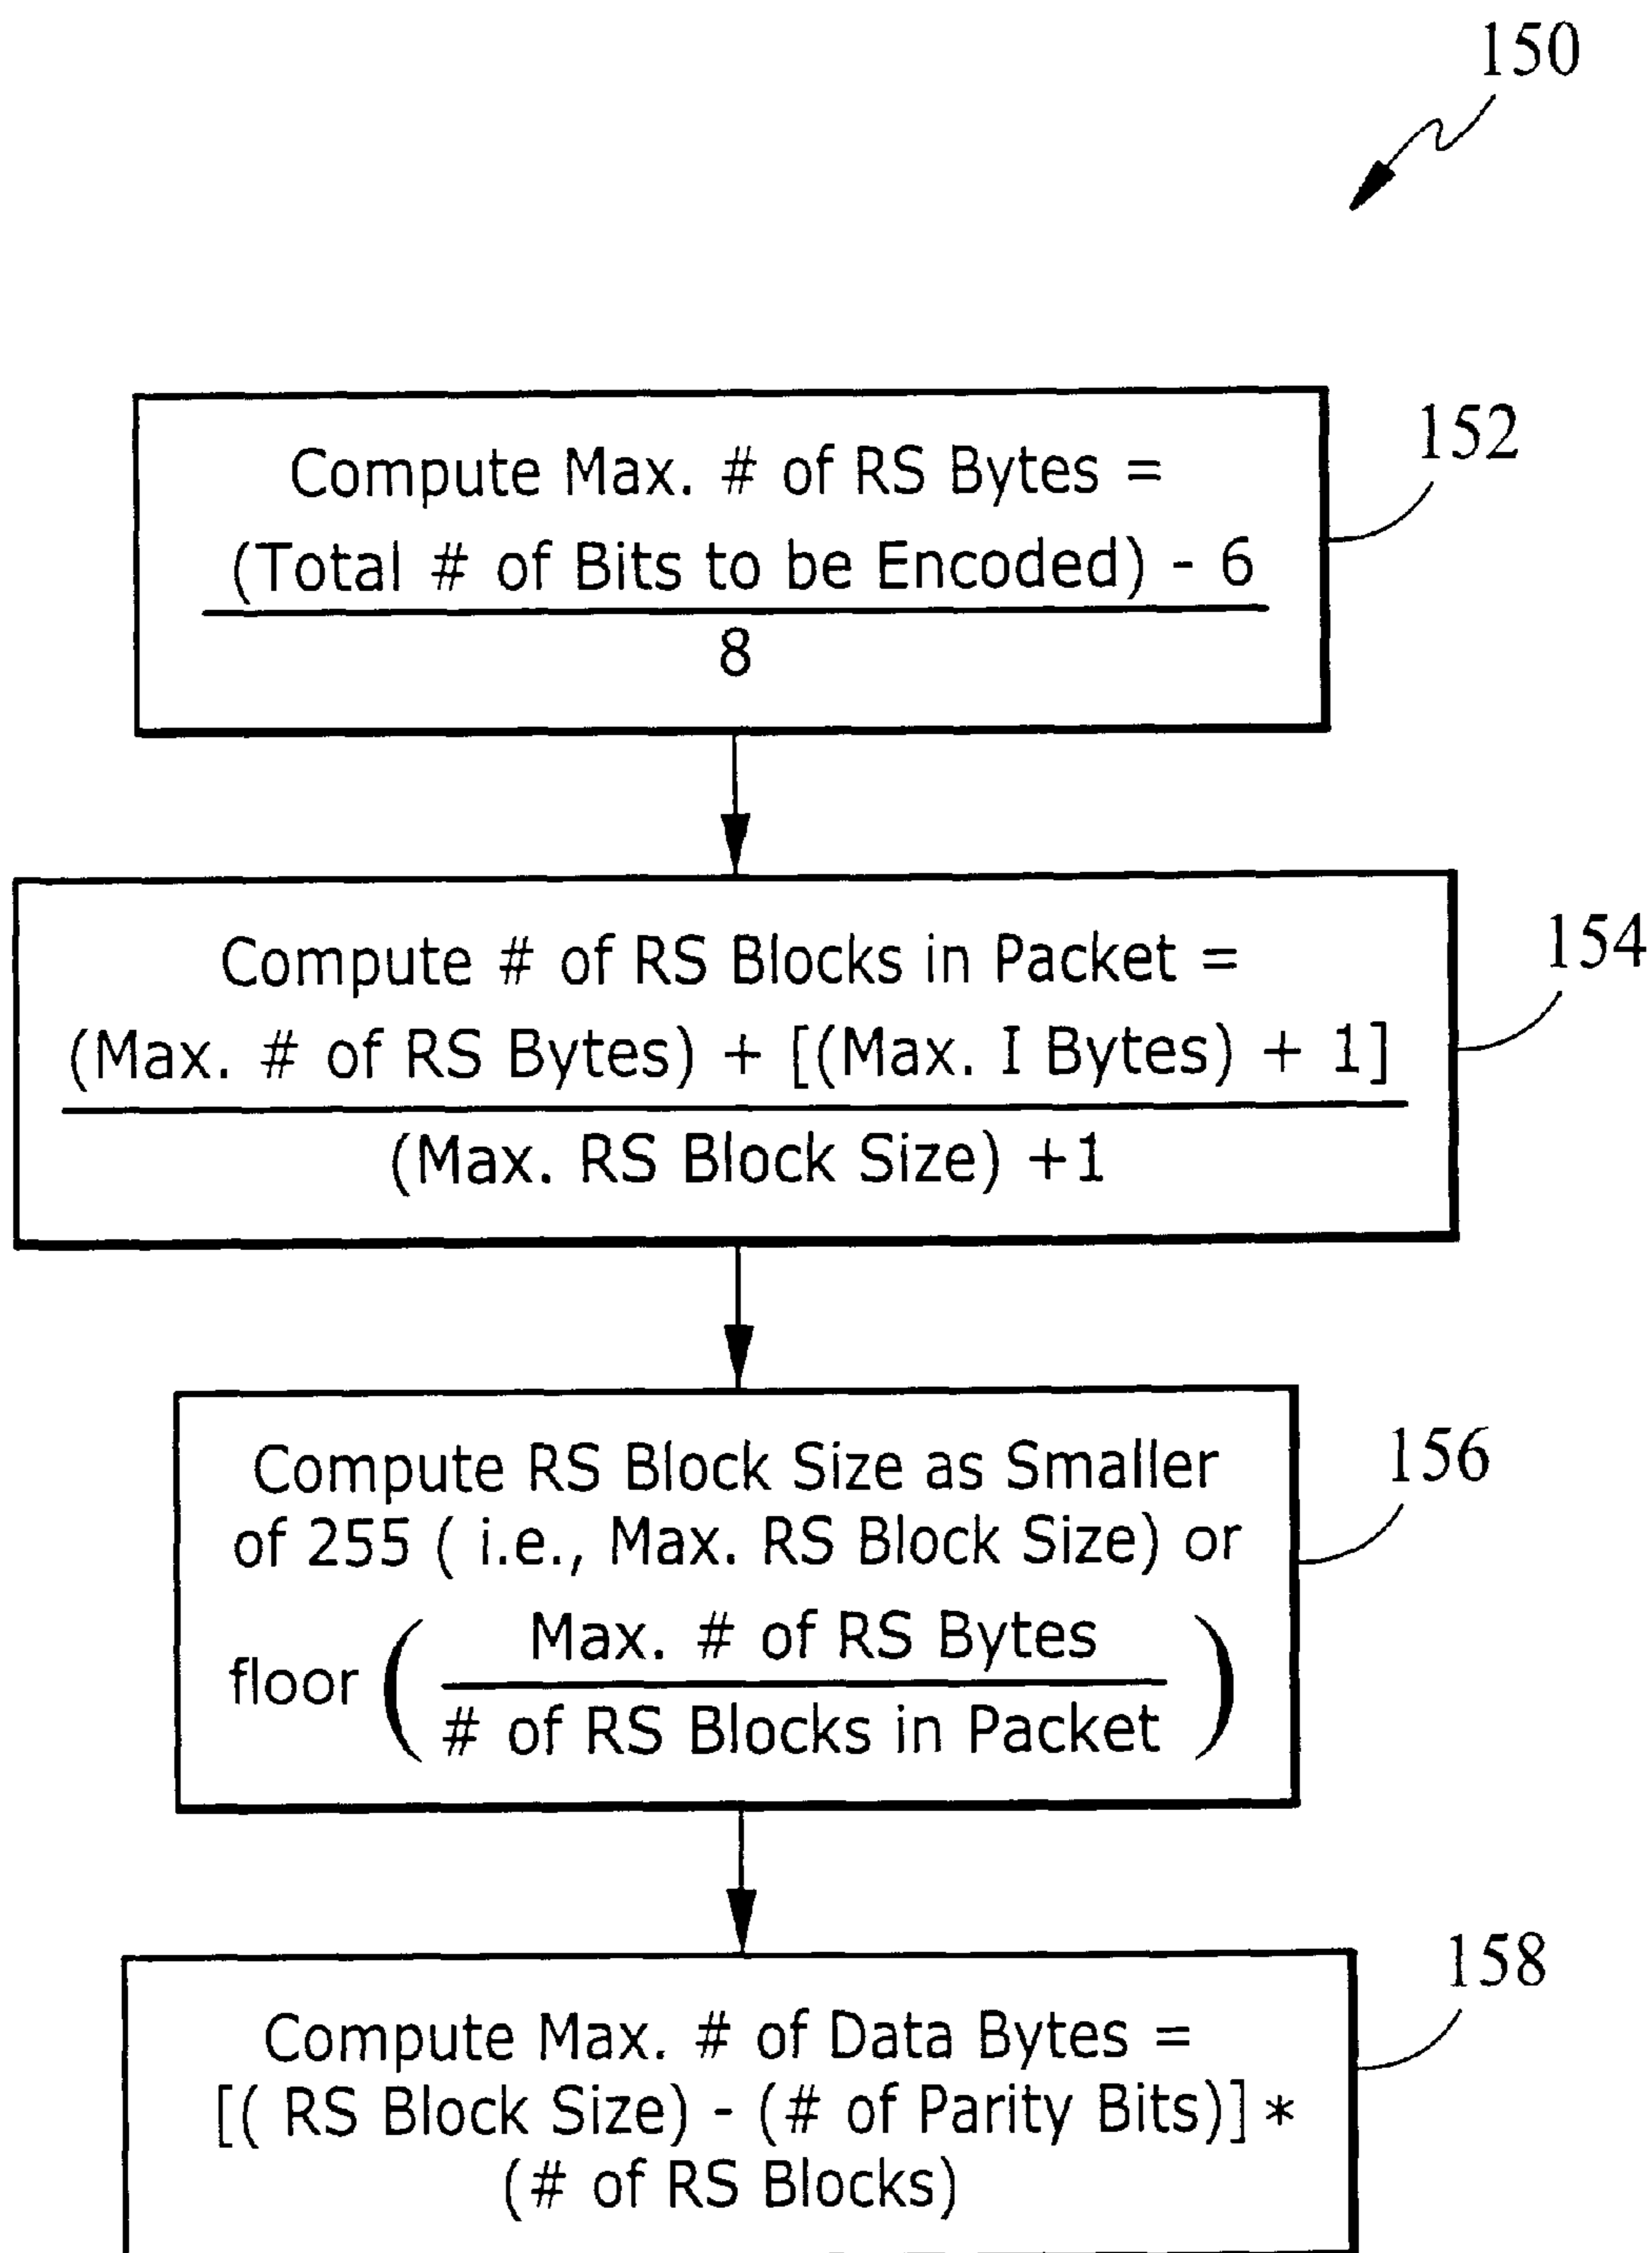 150
Compute Max. # of RS Bytes =
(Total # of Bits to be Encoded) - 6
8
152
Compute # of RS Blocks in Packet =
(Max. # of RS Bytes) + [(Max. I Bytes) + 1]
(Max. RS Block Size) +1
154
Compute RS Block Size as Smaller
of 255 ( i.e., Max. RS Block Size) or
floor ( Max. # of RS Bytes
# of RS Blocks in Packet )
156
Compute Max. # of Data Bytes =
[( RS Block Size) - (# of Parity Bits)] *
(# of RS Blocks)
158